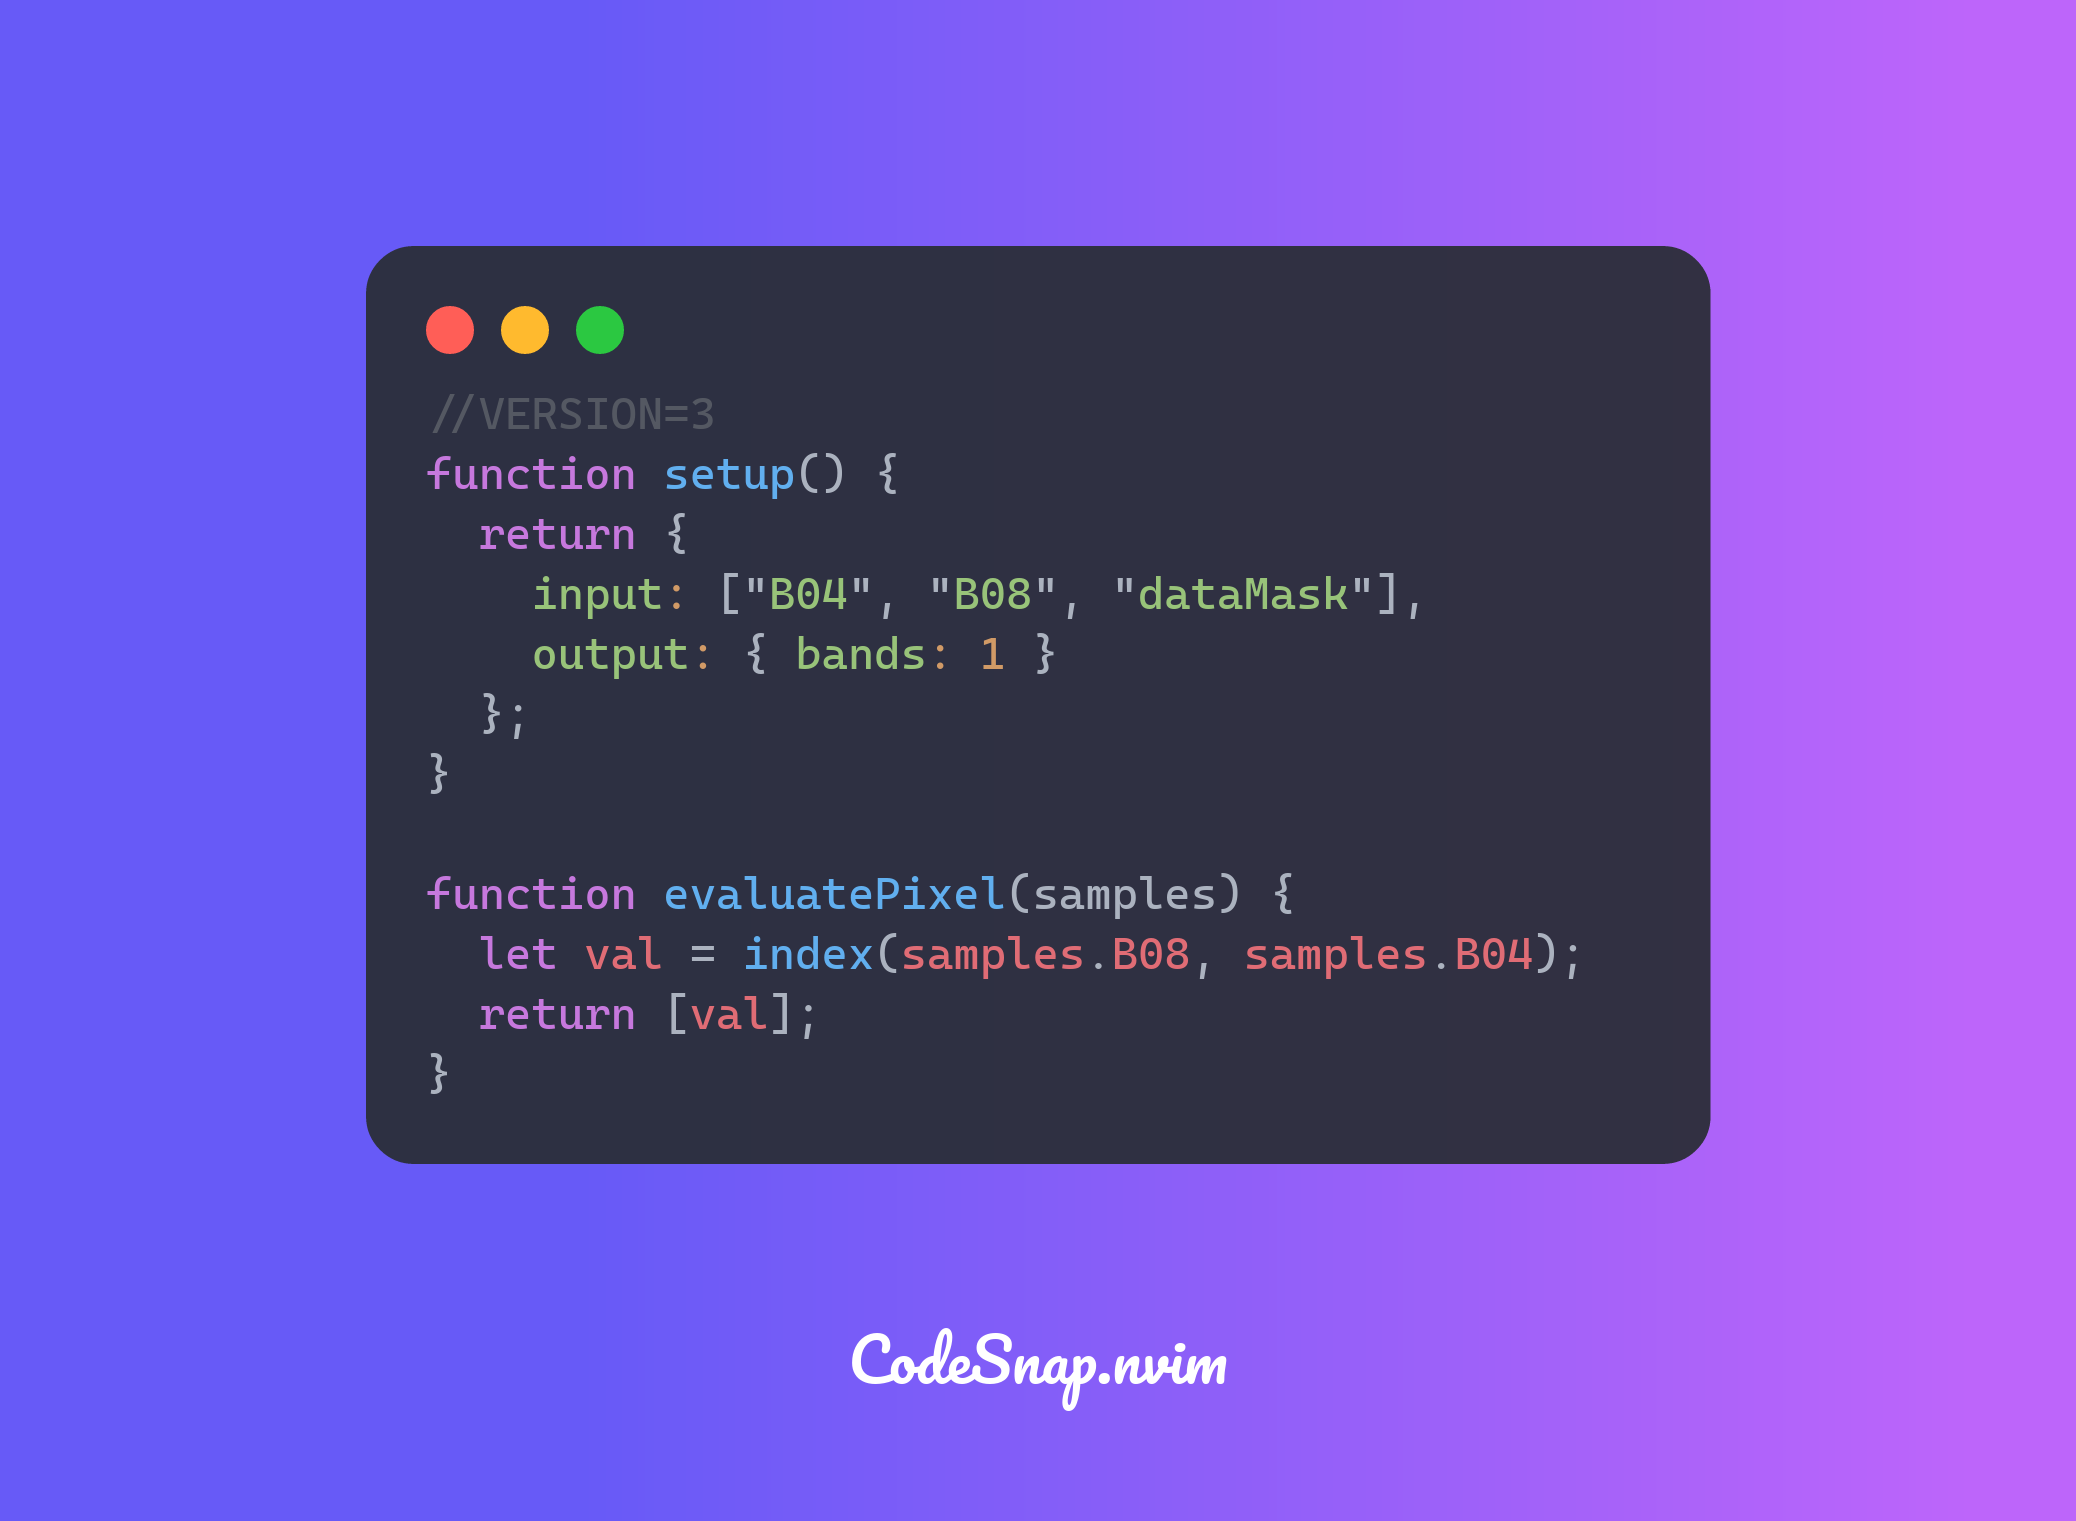 //VERSION=3
function setup() {
  return {
    input: ["B04", "B08", "dataMask"],
    output: { bands: 1 }
  };
}

function evaluatePixel(samples) {
  let val = index(samples.B08, samples.B04);
  return [val];
}
CodeSnap.nvim